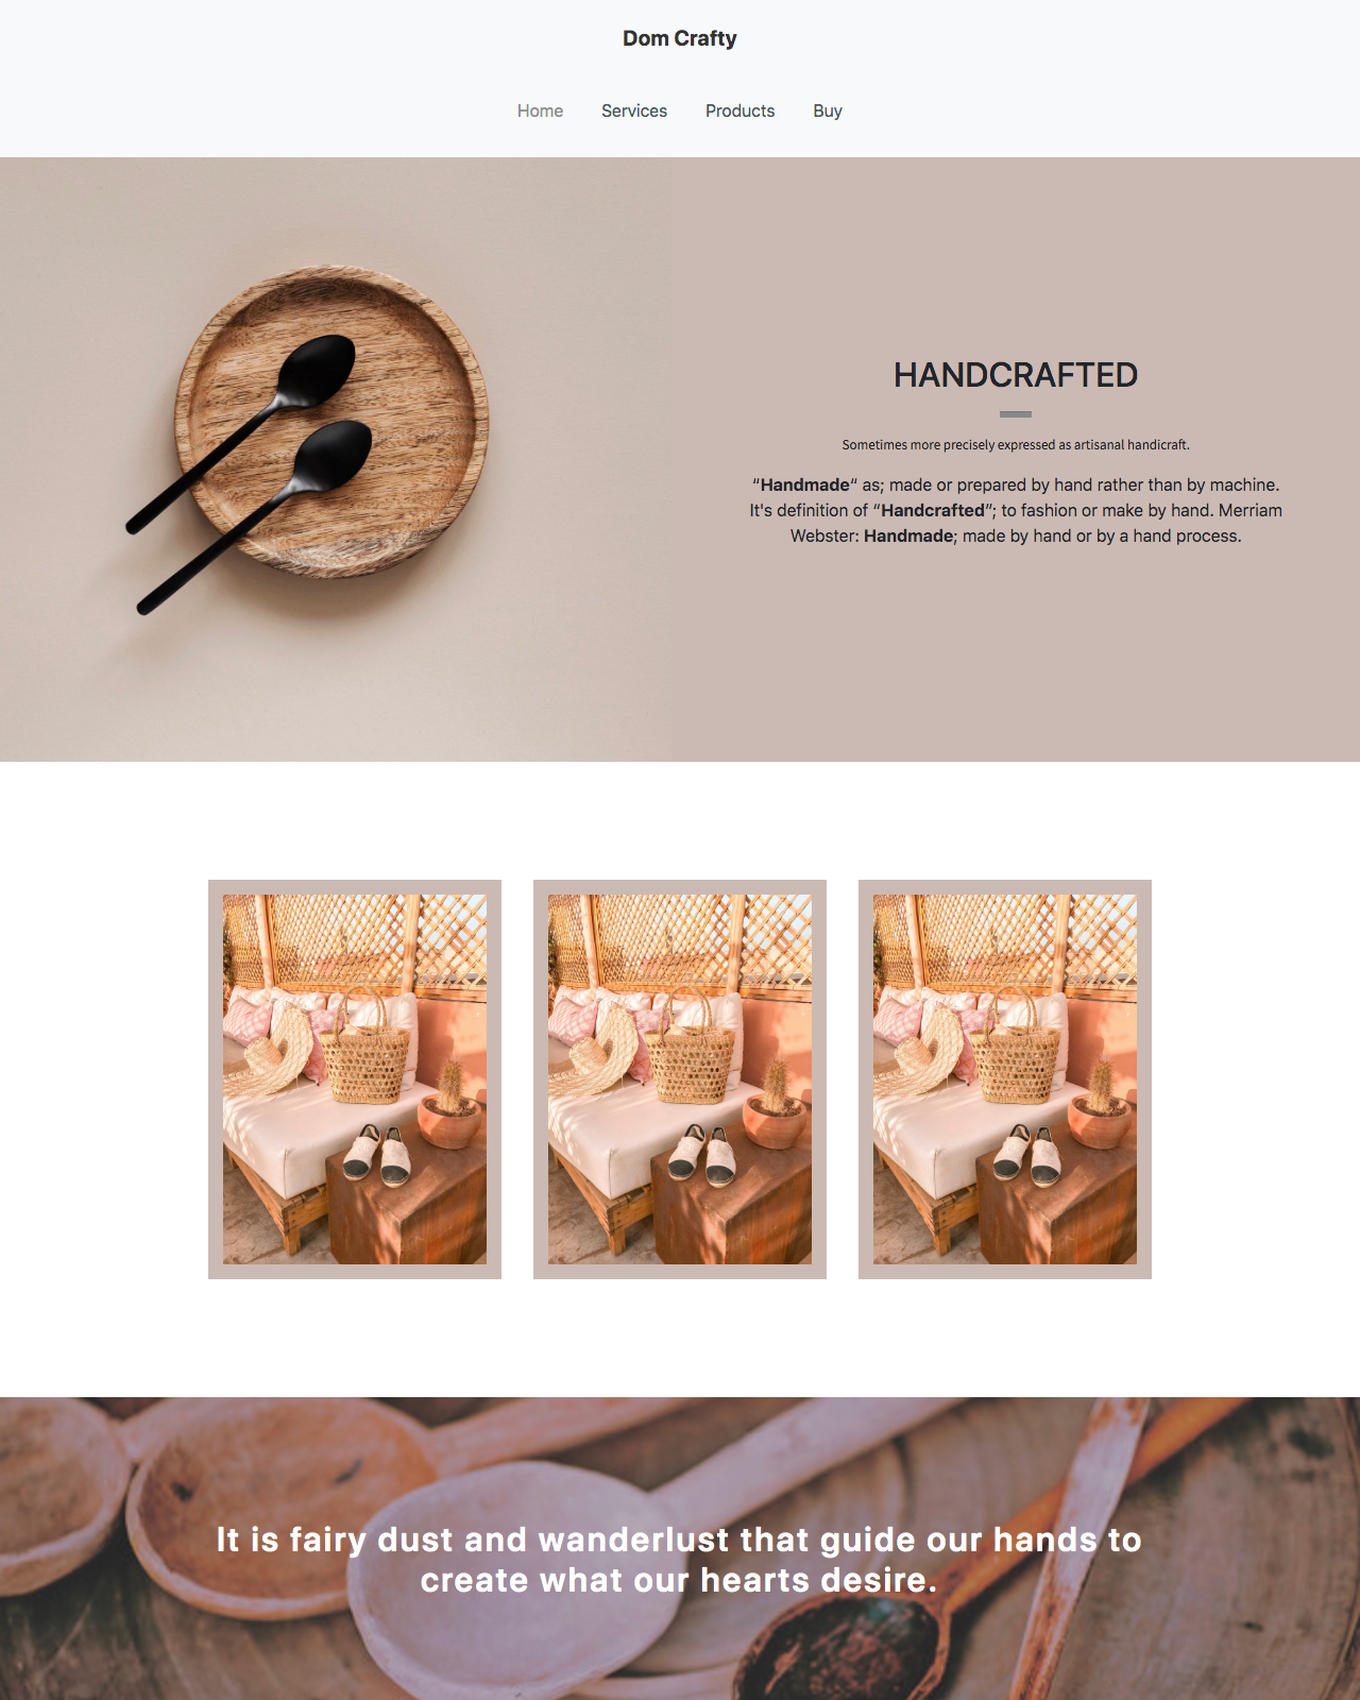 Dom Crafty
Home Services Products Buy
HANDCRAFTED
Sometimes more precisely expressed as artisanal handicraft.
“Handmade“ as; made or prepared by hand rather than by machine.
It's definition of “Handcrafted”; to fashion or make by hand. Merriam
Webster: Handmade; made by hand or by a hand process.
It is fairy dust and wanderlust that guide our hands to
create what our hearts desire.